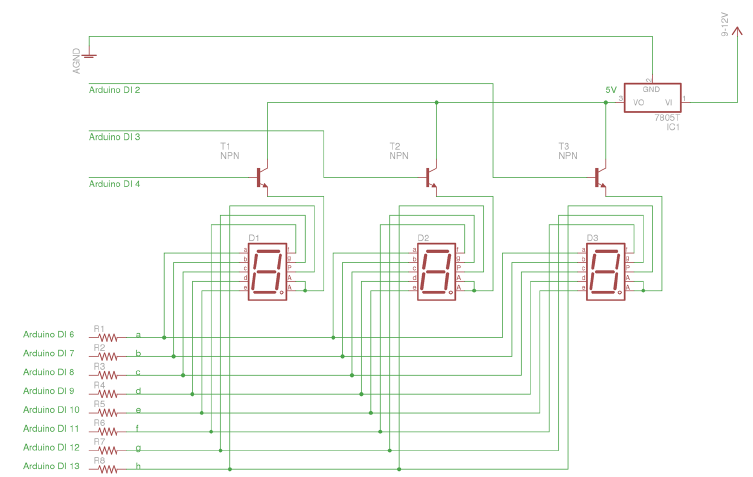 9-12V
AGND
Arduino DI 2
5V
2
GND
3
VO
VI
1
7805T
IC1
Arduino DI 3
T1
NPN
T2
NPN
T3
NPN
Arduino DI 4
D1
a
b
c
d
e
f
g
P
A
A
D2
a
b
c
d
e
f
g
P
A
A
D3
a
b
c
d
e
f
g
P
A
A
Arduino DI 6
R1
a
Arduino DI 7
R2
b
Arduino DI 8
R3
c
Arduino DI 9
R4
d
Arduino DI 10
R5
e
Arduino DI 11
R6
f
Arduino DI 12
R7
g
Arduino DI 13
R8
h